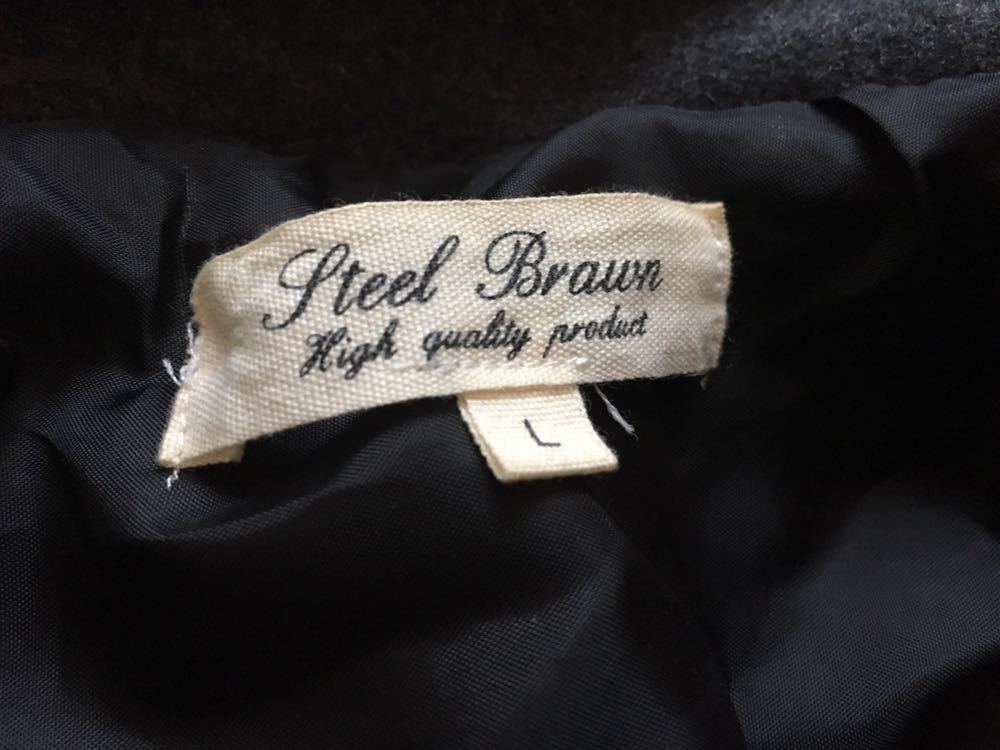 Steel Brawn
High quality product
L